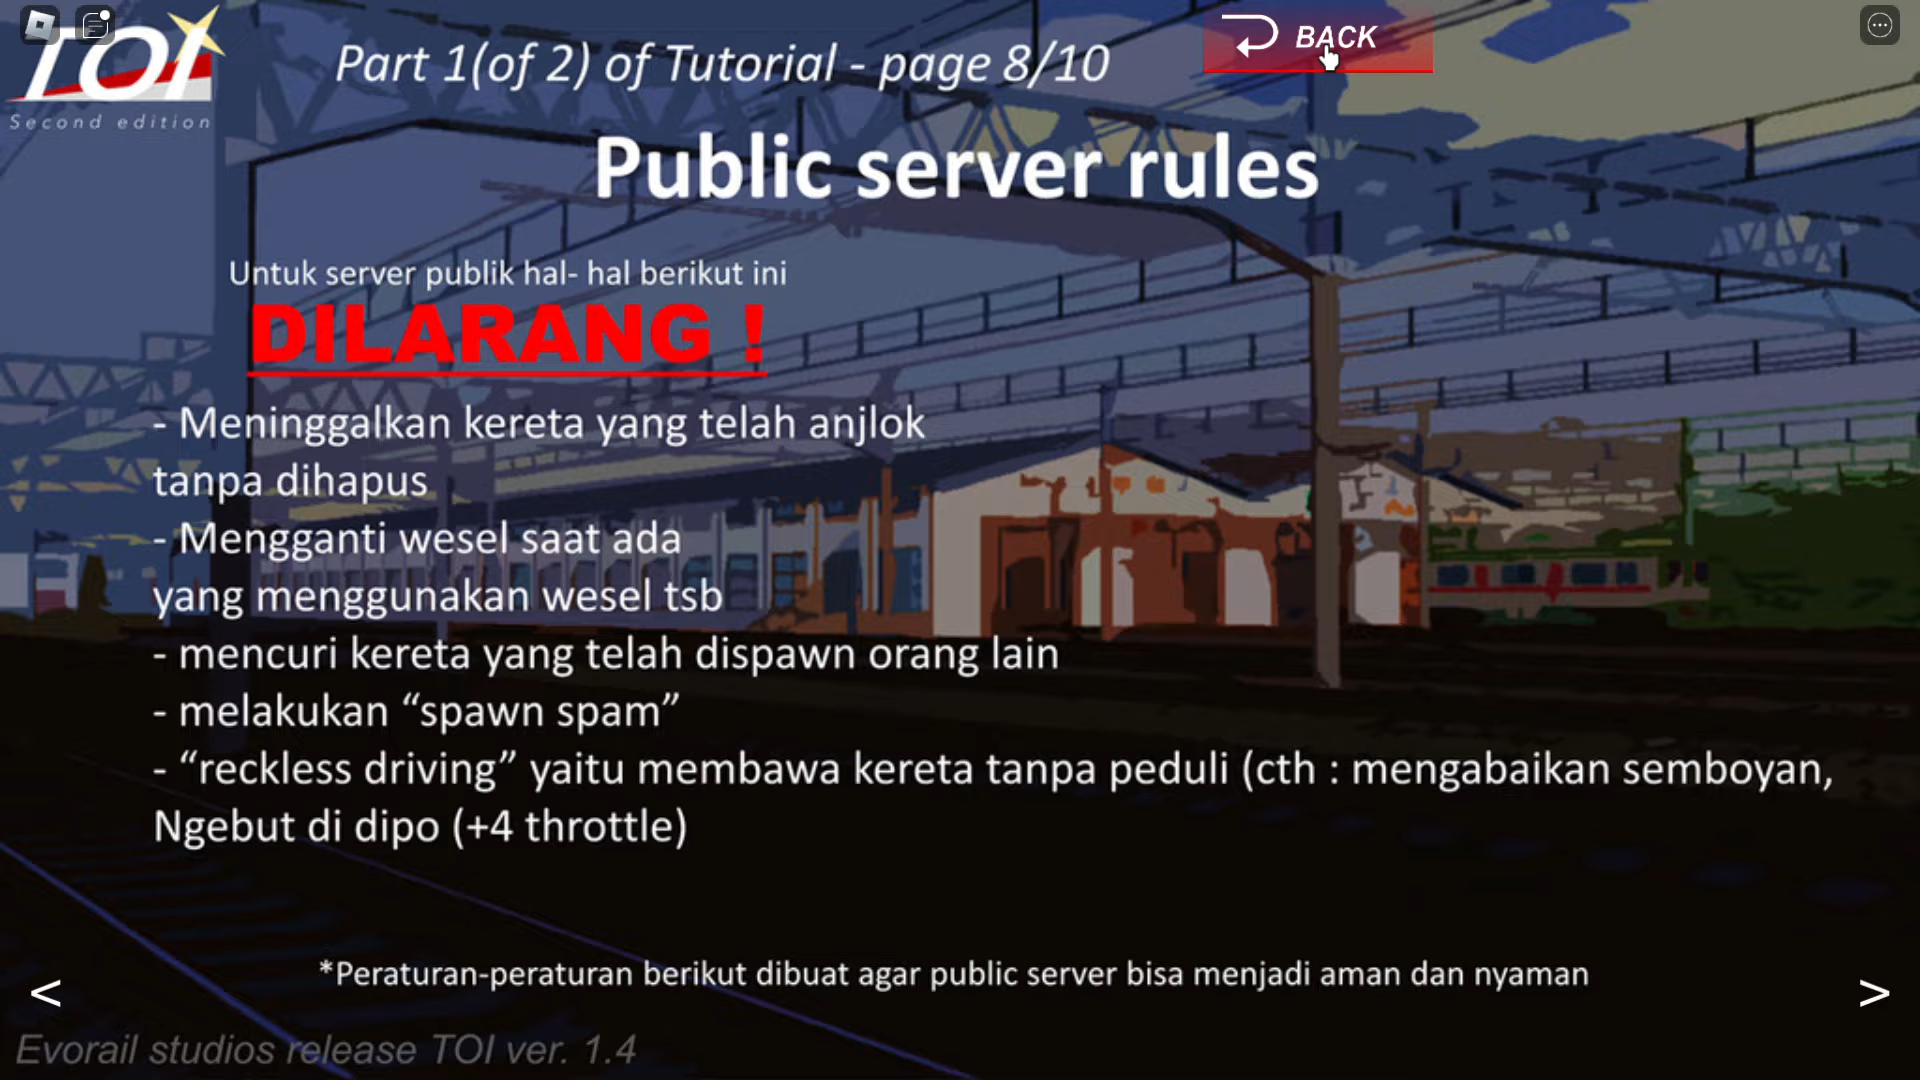 TOI
Second edition
Part 1(of 2) of Tutorial - page 8/10
BACK
Public server rules
Untuk server publik hal- hal berikut ini
DILARANG !
- Meninggalkan kereta yang telah anjlok
tanpa dihapus
- Mengganti wesel saat ada
yang menggunakan wesel tsb
- mencuri kereta yang telah dispawn orang lain
- melakukan “spawn spam”
- “reckless driving” yaitu membawa kereta tanpa peduli (cth : mengabaikan semboyan,
Ngebut di dipo (+4 throttle)
*Peraturan-peraturan berikut dibuat agar public server bisa menjadi aman dan nyaman
<
>
Evorail studios release TOI ver. 1.4